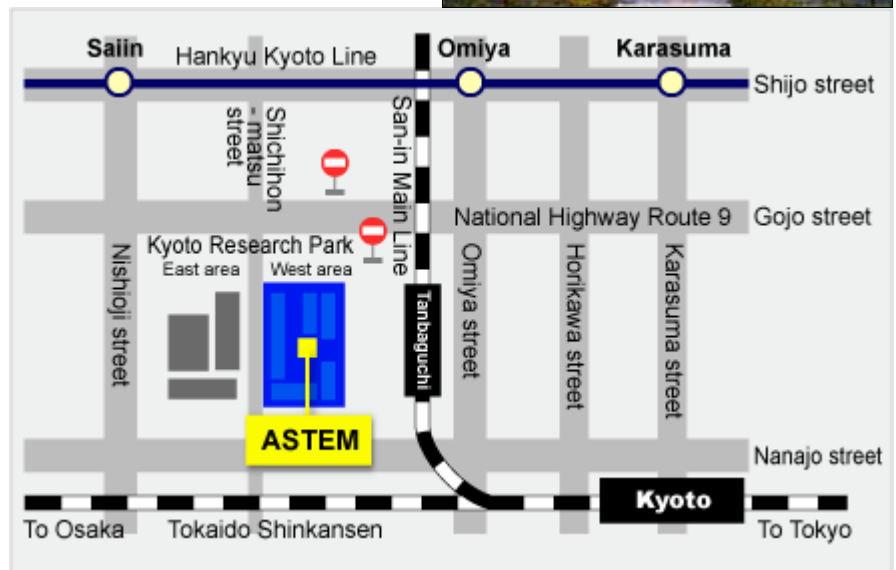 Saiin
Hankyu Kyoto Line
Omiya
Karasuma
Shijo street
Shichihon
- matsu
street
San-in Main Line
National Highway Route 9
Gojo street
Kyoto Research Park
East area
West area
Nishioji street
Tanbaguchi
Omiya street
Horikawa street
Karasuma street
ASTEM
Nanajo street
Kyoto
To Osaka
Tokaido Shinkansen
To Tokyo